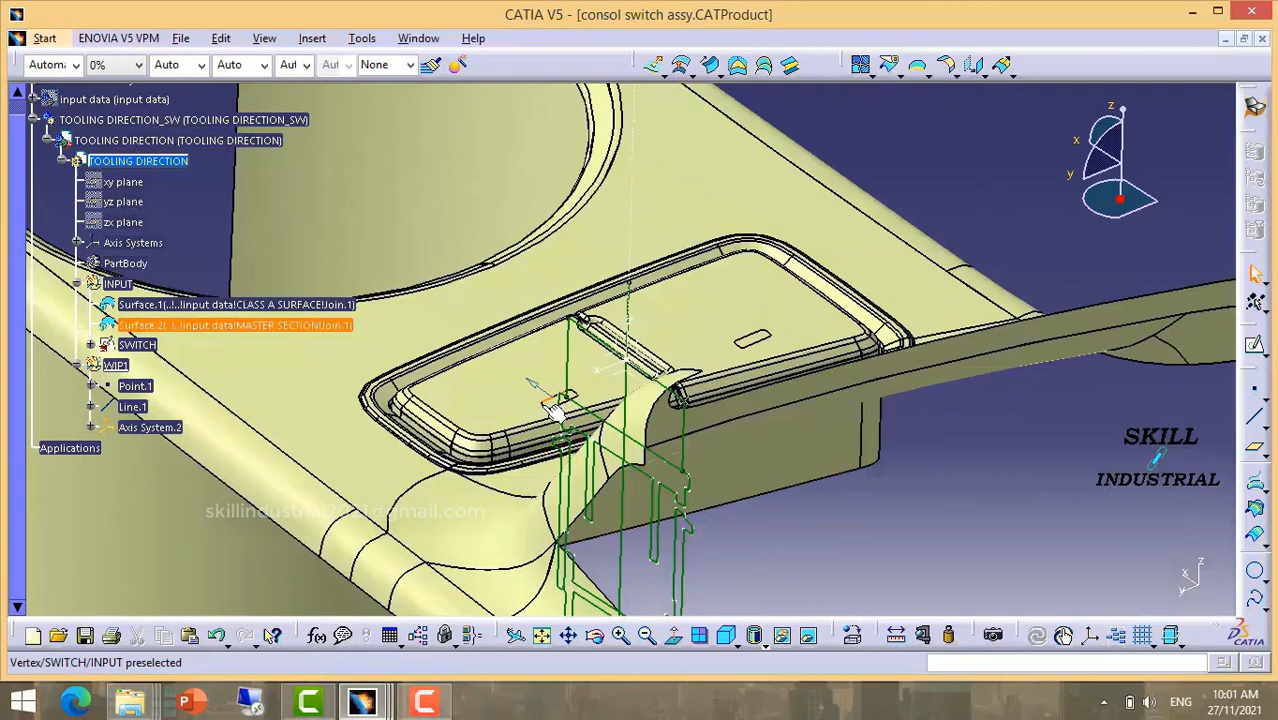 CATIA V5 - [consol switch assy.CATProduct]
Start ENOVIA V5 VPM File Edit View Insert Tools Window Help
Automa 0% Auto Auto Aut Aut None
input data (input data)
TOOLING DIRECTION_SW (TOOLING DIRECTION_SW)
TOOLING DIRECTION (TOOLING DIRECTION)
TOOLING DIRECTION
xy plane
yz plane
zx plane
Axis Systems
PartBody
INPUT
Surface.1(..!..!input data!CLASS A SURFACE!Join.1)
Surface.2(..!..!input data!MASTER SECTION!Join.1)
SWITCH
WIP1
Point.1
Line.1
Axis System.2
Applications
z
x
y
SKILL
INDUSTRIAL
z
x
y
DS CATIA
Vertex/SWITCH/INPUT preselected
ENG
10:01 AM
27/11/2021